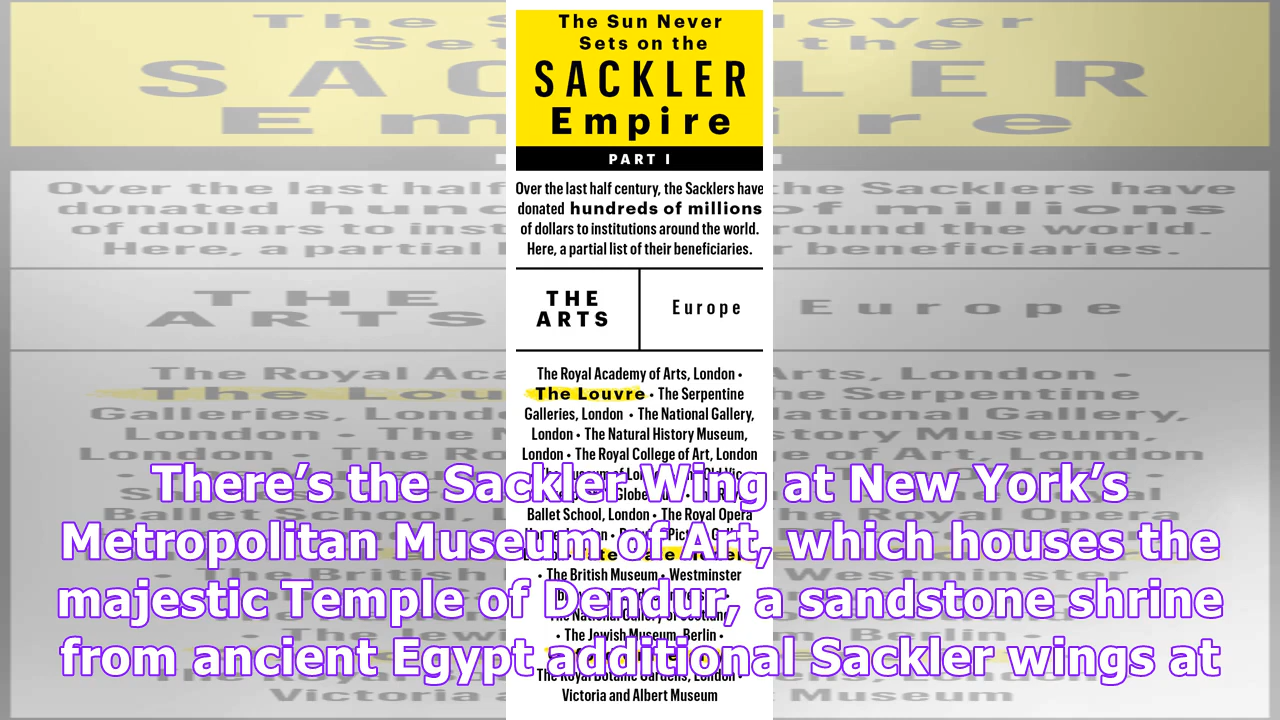 The Sun Never
Sets on the
SACKLER
Empire
PART I
Over the last half century, the Sacklers have
donated hundreds of millions
of dollars to institutions around the world.
Here, a partial list of their beneficiaries.
THE
ARTS
Europe
The Royal Academy of Arts, London •
The Louvre • The Serpentine
Galleries, London • The National Gallery,
London • The Natural History Museum,
London • The Royal College of Art, London
There’s the Sackler Wing at New York’s
Ballet School, London • The Royal Opera
Metropolitan Museum of Art, which houses the
• The British Museum • Westminster
majestic Temple of Dendur, a sandstone shrine
• The Jewish Museum, Berlin •
from ancient Egypt additional Sackler wings at
Victoria and Albert Museum